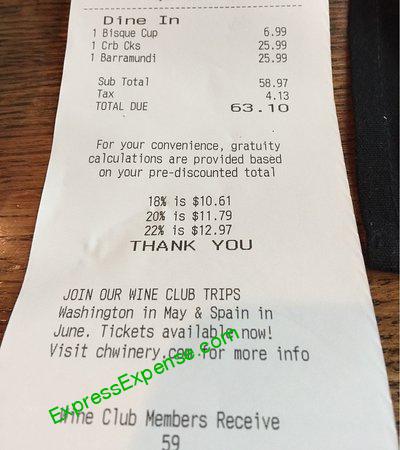 Dine In
1 Bisque Cup 6.99
1 Crb Cks 25.99
1 Barramundi 25.99
Sub Total 58.97
Tax 4.13
TOTAL DUE 63.10
For your convenience, gratuity
calculations are provided based
on your pre-discounted total
18% is $10.61
20% is $11.79
22% is $12.97
THANK YOU
JOIN OUR WINE CLUB TRIPS
Washington in May & Spain in
June. Tickets available now!
Visit chwinery.com for more info
ExpressExpense.com
Wine Club Members Receive
59